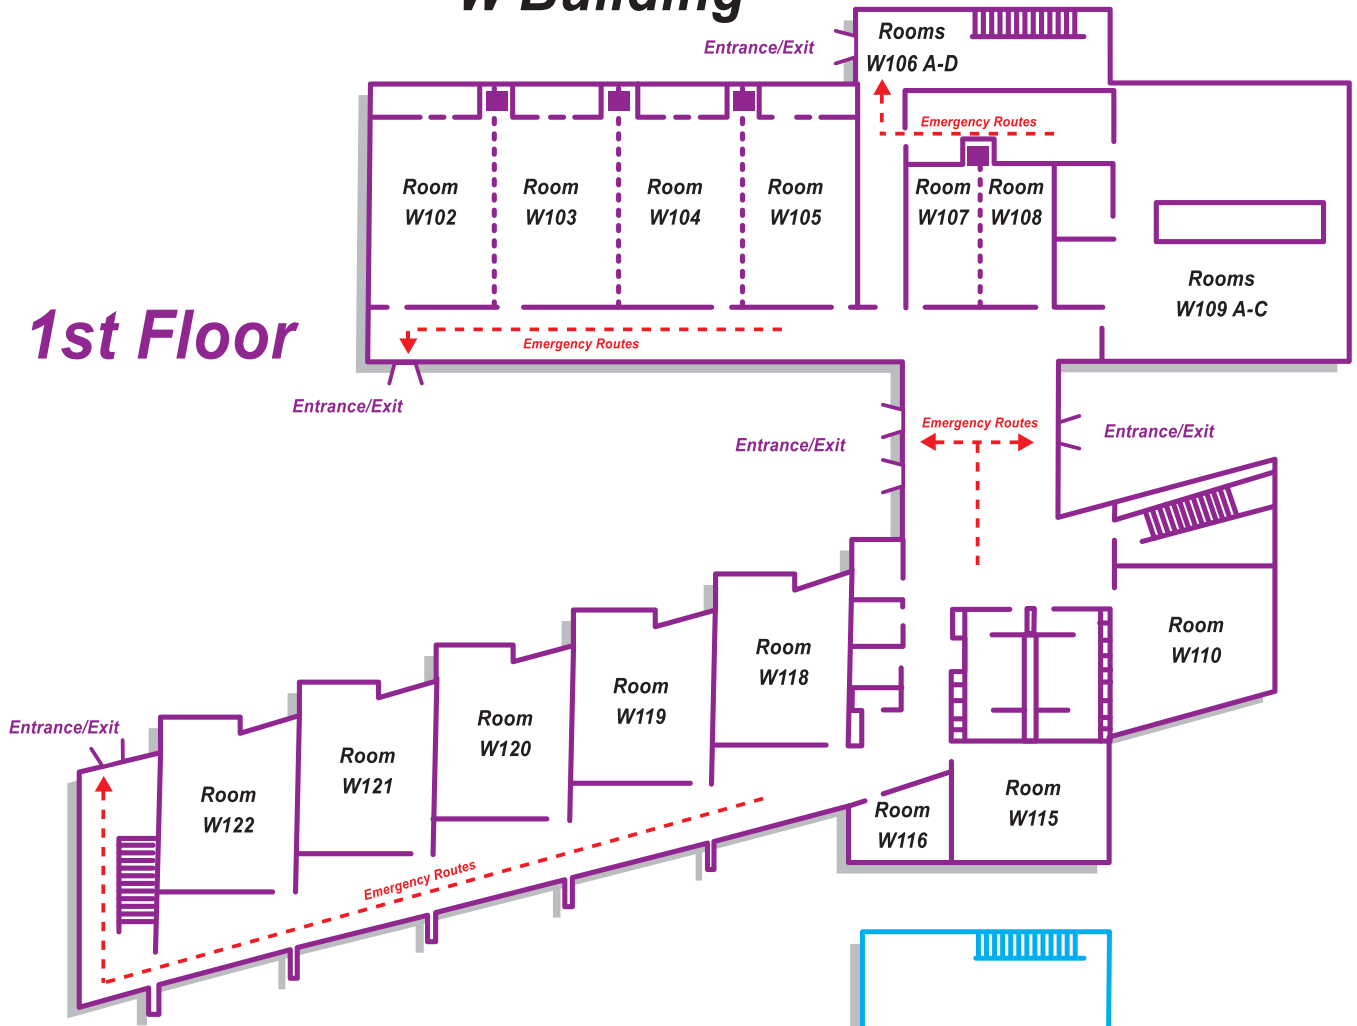 W Building
Rooms
W106 A-D
Entrance/Exit
Emergency Routes
Room
W102
Room
W103
Room
W104
Room
W105
Room
W107
Room
W108
Rooms
W109 A-C
1st Floor
Emergency Routes
Entrance/Exit
Emergency Routes
Entrance/Exit
Entrance/Exit
Room
W110
Room
W118
Room
W119
Room
W120
Room
W121
Room
W122
Entrance/Exit
Room
W115
Room
W116
Emergency Routes